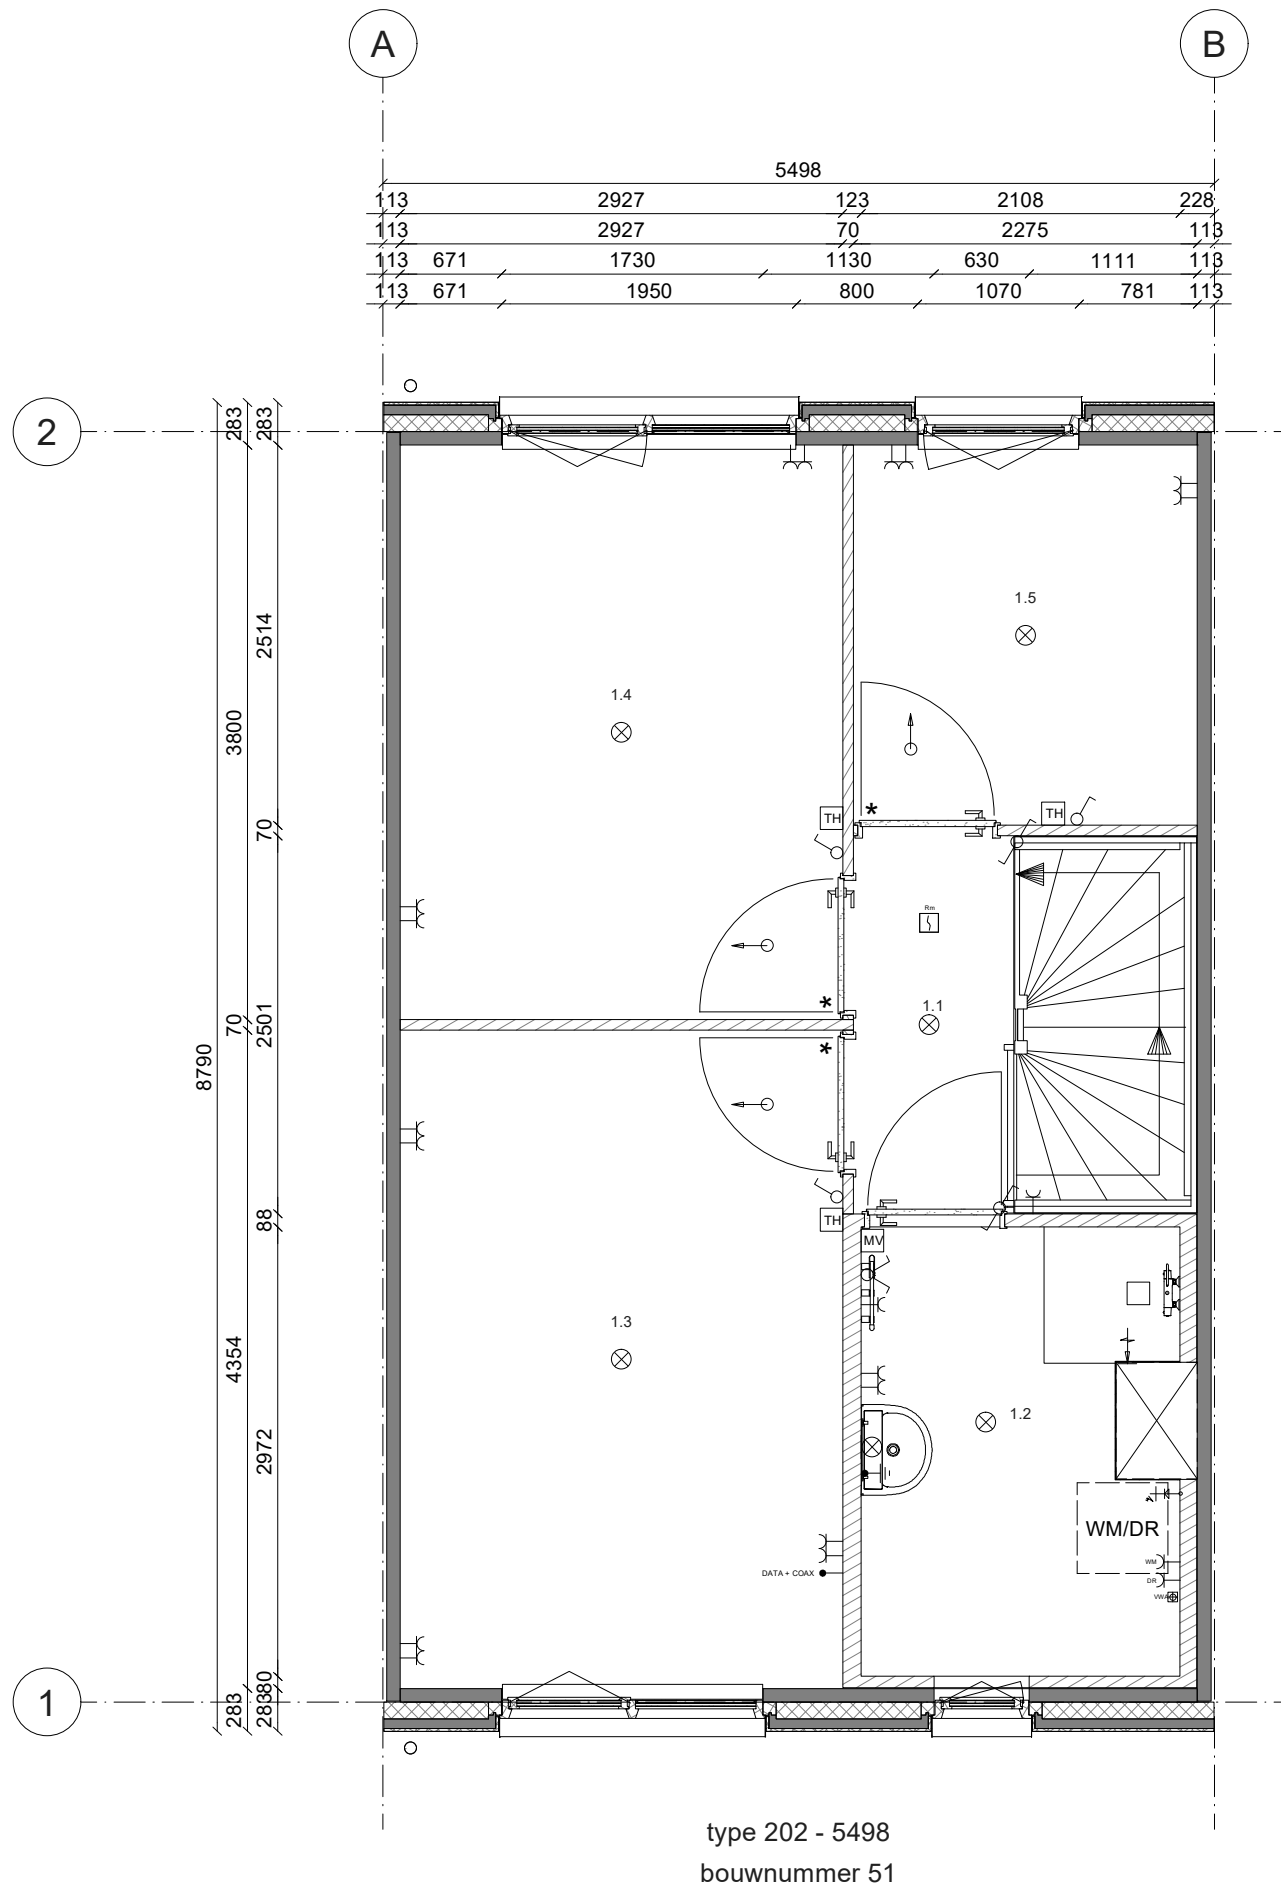 A B
5498
113 2927 123 2108 228
113 2927 70 2275 113
113 671 1730 1130 630 1111 113
113 671 1950 800 1070 781 113
2
283 283
2514
1.5
1.4
3800
*
TH
TH
70
Rm
1.1
*
70 2501
*
8790
TH
88
MV
1.3
4354
1.2
2972
WM/DR
WM
DATA + COAX
DR
VWA
80
1
283 283
type 202 - 5498
bouwnummer 51